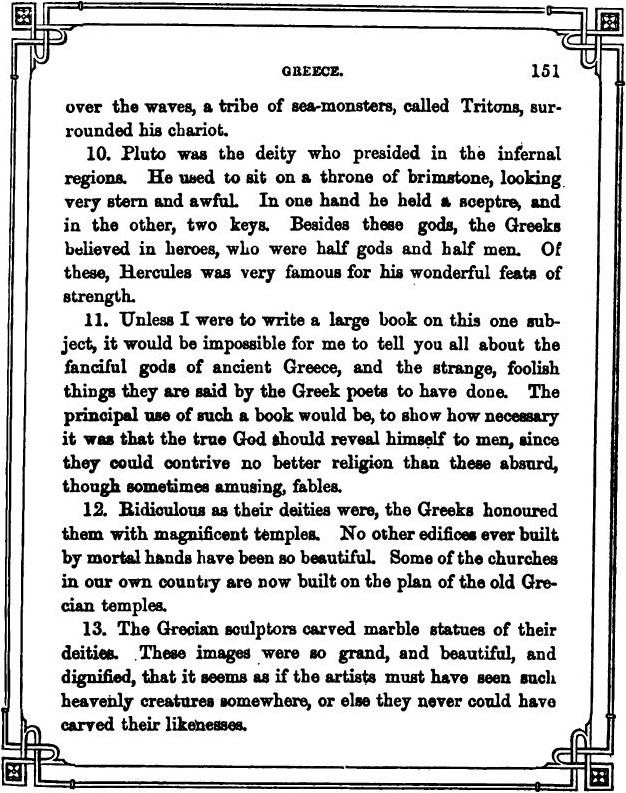 GREECE. 151
over the waves, a tribe of sea-monsters, called Tritons, sur-
rounded his chariot.
10. Pluto was the deity who presided in the infernal
regions. He used to sit on a throne of brimstone, looking
very stern and awful. In one hand he held a sceptre, and
in the other, two keys. Besides these gods, the Greeks
believed in heroes, who were half gods and half men. Of
these, Hercules was very famous for his wonderful feats of
strength.
11. Unless I were to write a large book on this one sub-
ject, it would be impossible for me to tell you all about the
fanciful gods of ancient Greece, and the strange, foolish
things they are said by the Greek poets to have done. The
principal use of such a book would be, to show how necessary
it was that the true God should reveal himself to men, since
they could contrive no better religion than these absurd,
though sometimes amusing, fables.
12. Ridiculous as their deities were, the Greeks honoured
them with magnificent temples. No other edifices ever built
by mortal hands have been so beautiful. Some of the churches
in our own country are now built on the plan of the old Gre-
cian temples.
13. The Grecian sculptors carved marble statues of their
deities. These images were so grand, and beautiful, and
dignified, that it seems as if the artists must have seen such
heavenly creatures somewhere, or else they never could have
carved their likenesses.